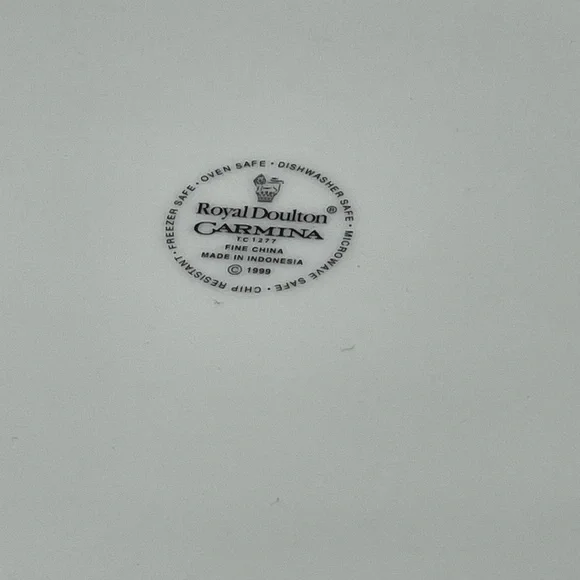 FREEZER SAFE · OVEN SAFE · DISHWASHER SAFE · MICROWAVE SAFE · CHIP RESISTANT ·
Royal Doulton®
CARMINA
T.C 1277
FINE CHINA
MADE IN INDONESIA
© 1999